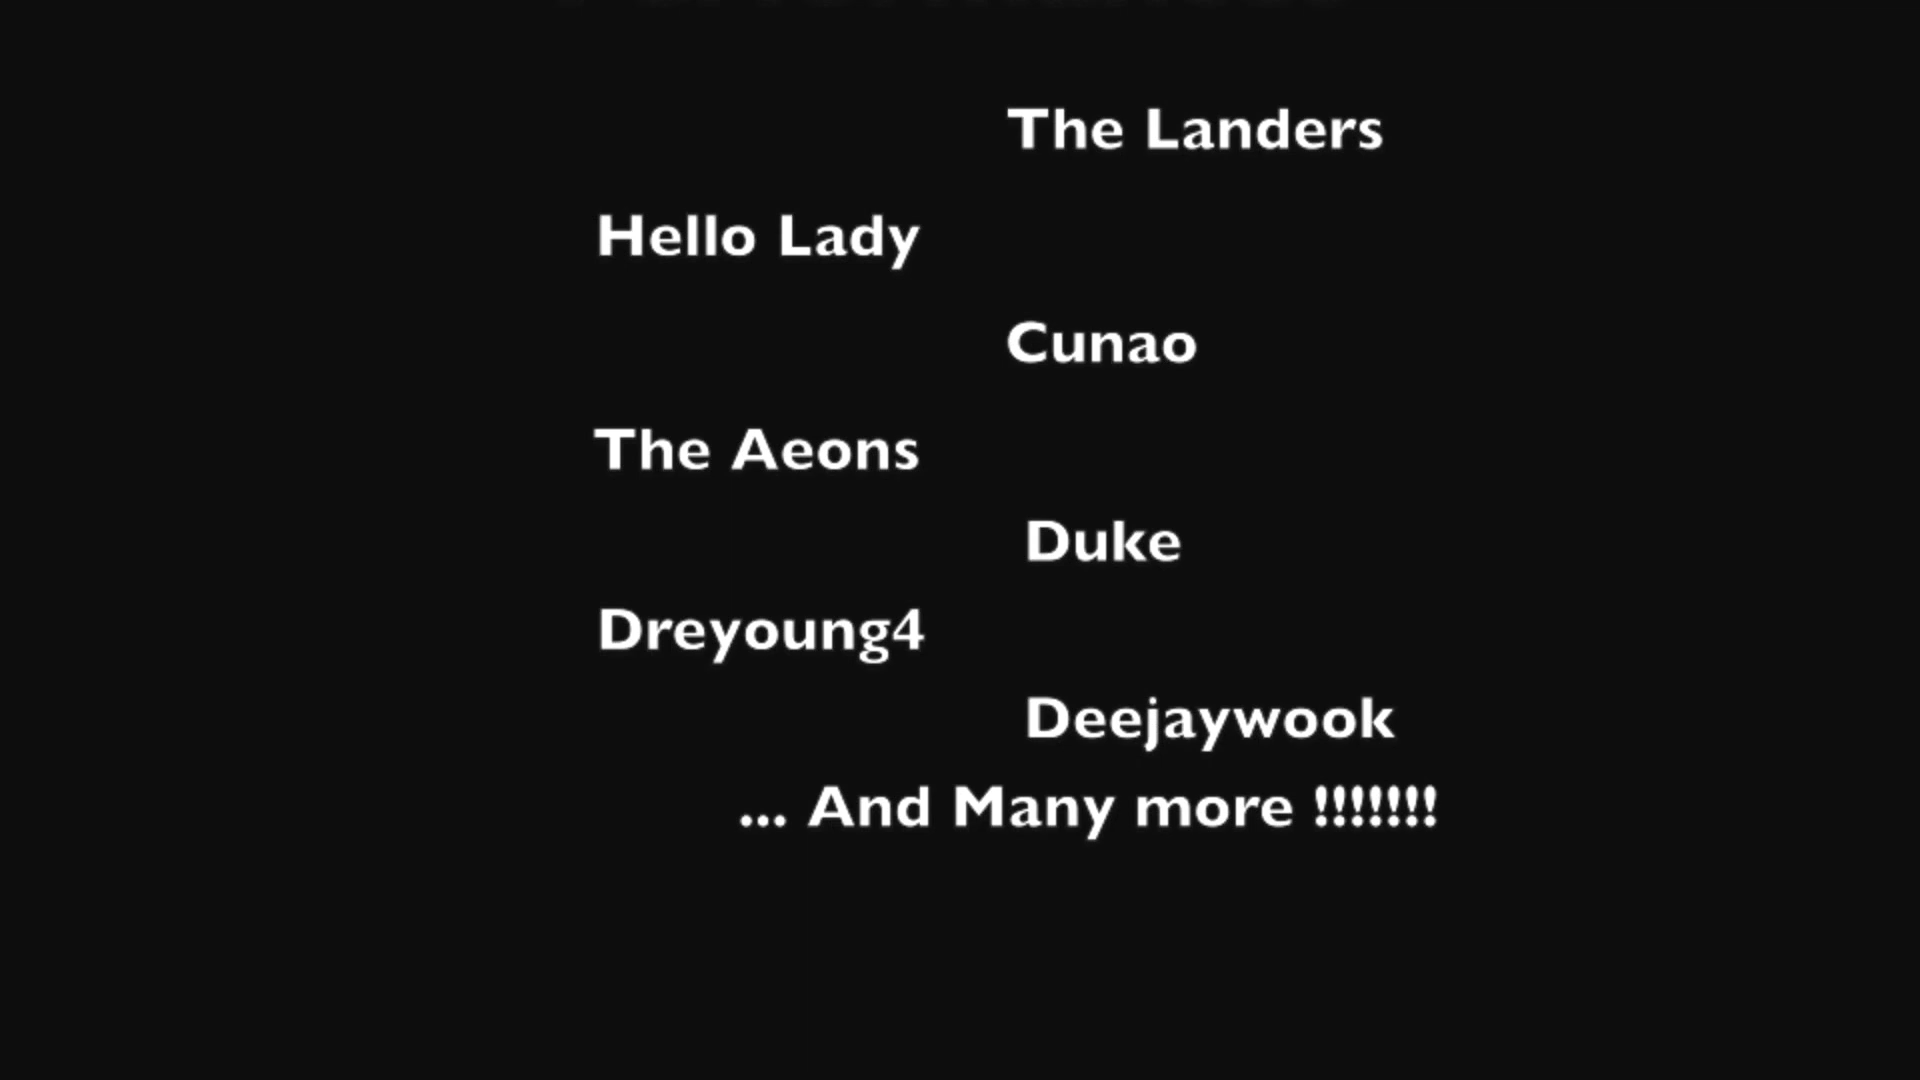 The Landers
Hello Lady
Cunao
The Aeons
Duke
Dreyoung4
Deejaywook
... And Many more !!!!!!!